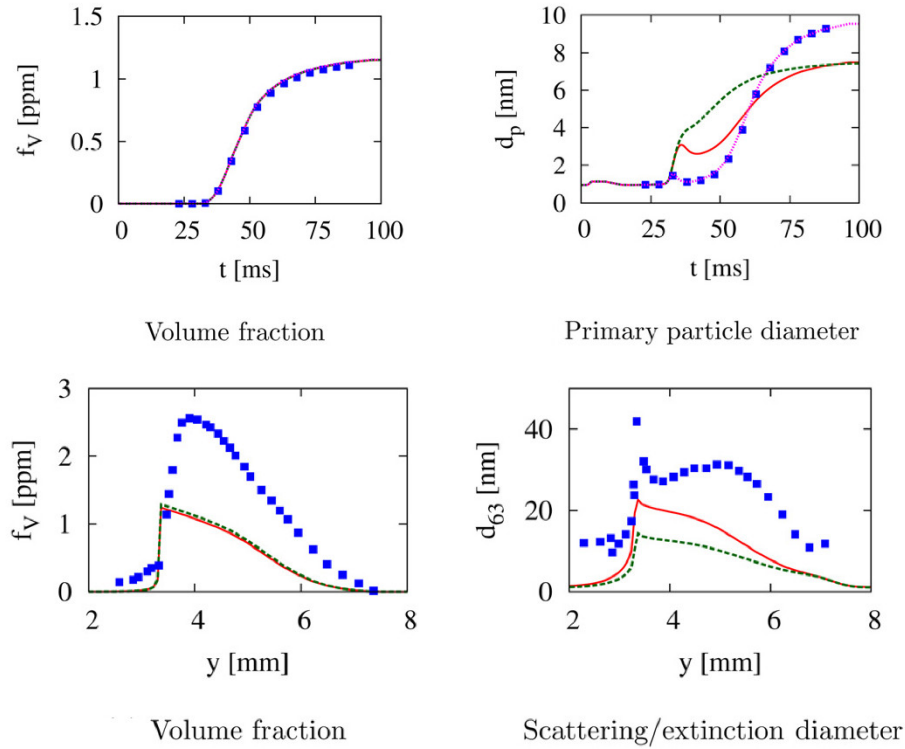 1.5
1
0.5
0
f_V [ppm]
0 25 50 75 100
t [ms]
Volume fraction
10
8
6
4
2
0
d_p [nm]
0 25 50 75 100
t [ms]
Primary particle diameter
3
2
1
0
f_V [ppm]
2 4 6 8
y [mm]
Volume fraction
40
20
0
d_63 [nm]
2 4 6 8
y [mm]
Scattering/extinction diameter